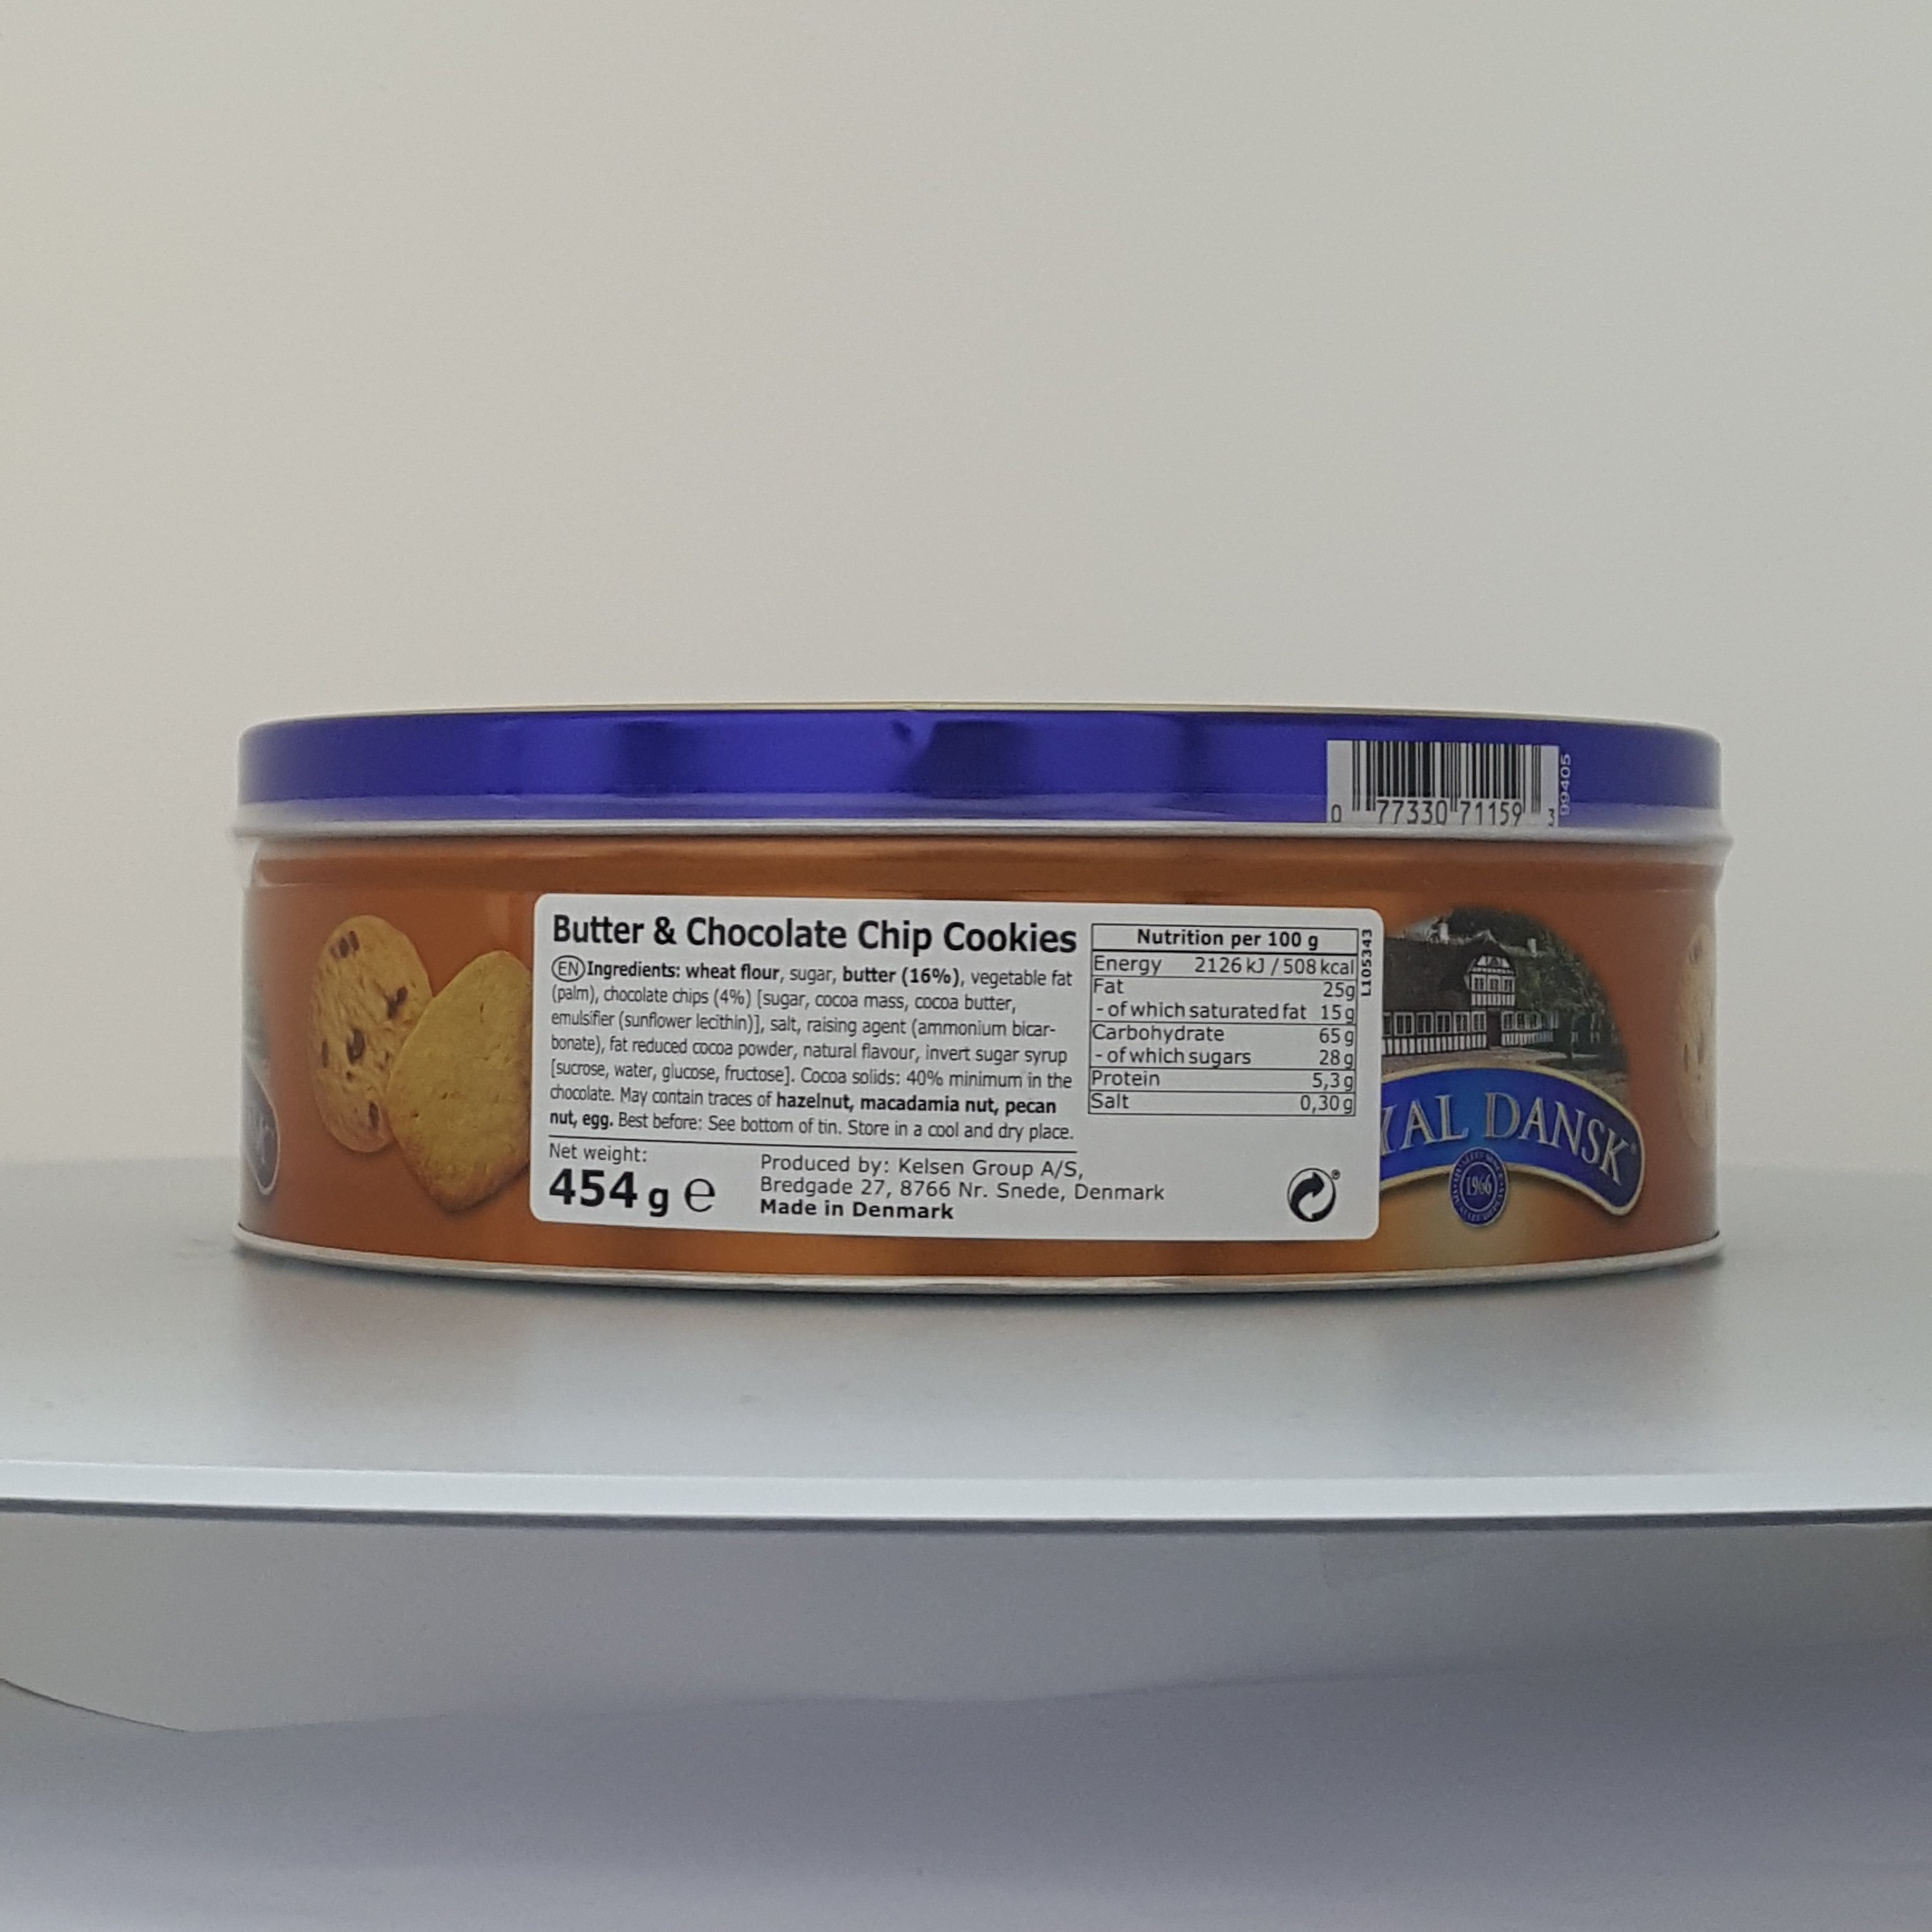 0 77330 71159 3
99405
Butter & Chocolate Chip Cookies
EN Ingredients: wheat flour, sugar, butter (16%), vegetable fat
(palm), chocolate chips (4%) [sugar, cocoa mass, cocoa butter,
emulsifier (sunflower lecithin)], salt, raising agent (ammonium bicar-
bonate), fat reduced cocoa powder, natural flavour, invert sugar syrup
[sucrose, water, glucose, fructose]. Cocoa solids: 40% minimum in the
chocolate. May contain traces of hazelnut, macadamia nut, pecan
nut, egg. Best before: See bottom of tin. Store in a cool and dry place.
Net weight:
454 g e
Produced by: Kelsen Group A/S,
Bredgade 27, 8766 Nr. Snede, Denmark
Made in Denmark
Nutrition per 100 g
Energy 2126 kJ / 508 kcal
Fat 25g
- of which saturated fat 15g
Carbohydrate 65g
- of which sugars 28g
Protein 5,3g
Salt 0,30g
L105343
YAL DANSK
1966